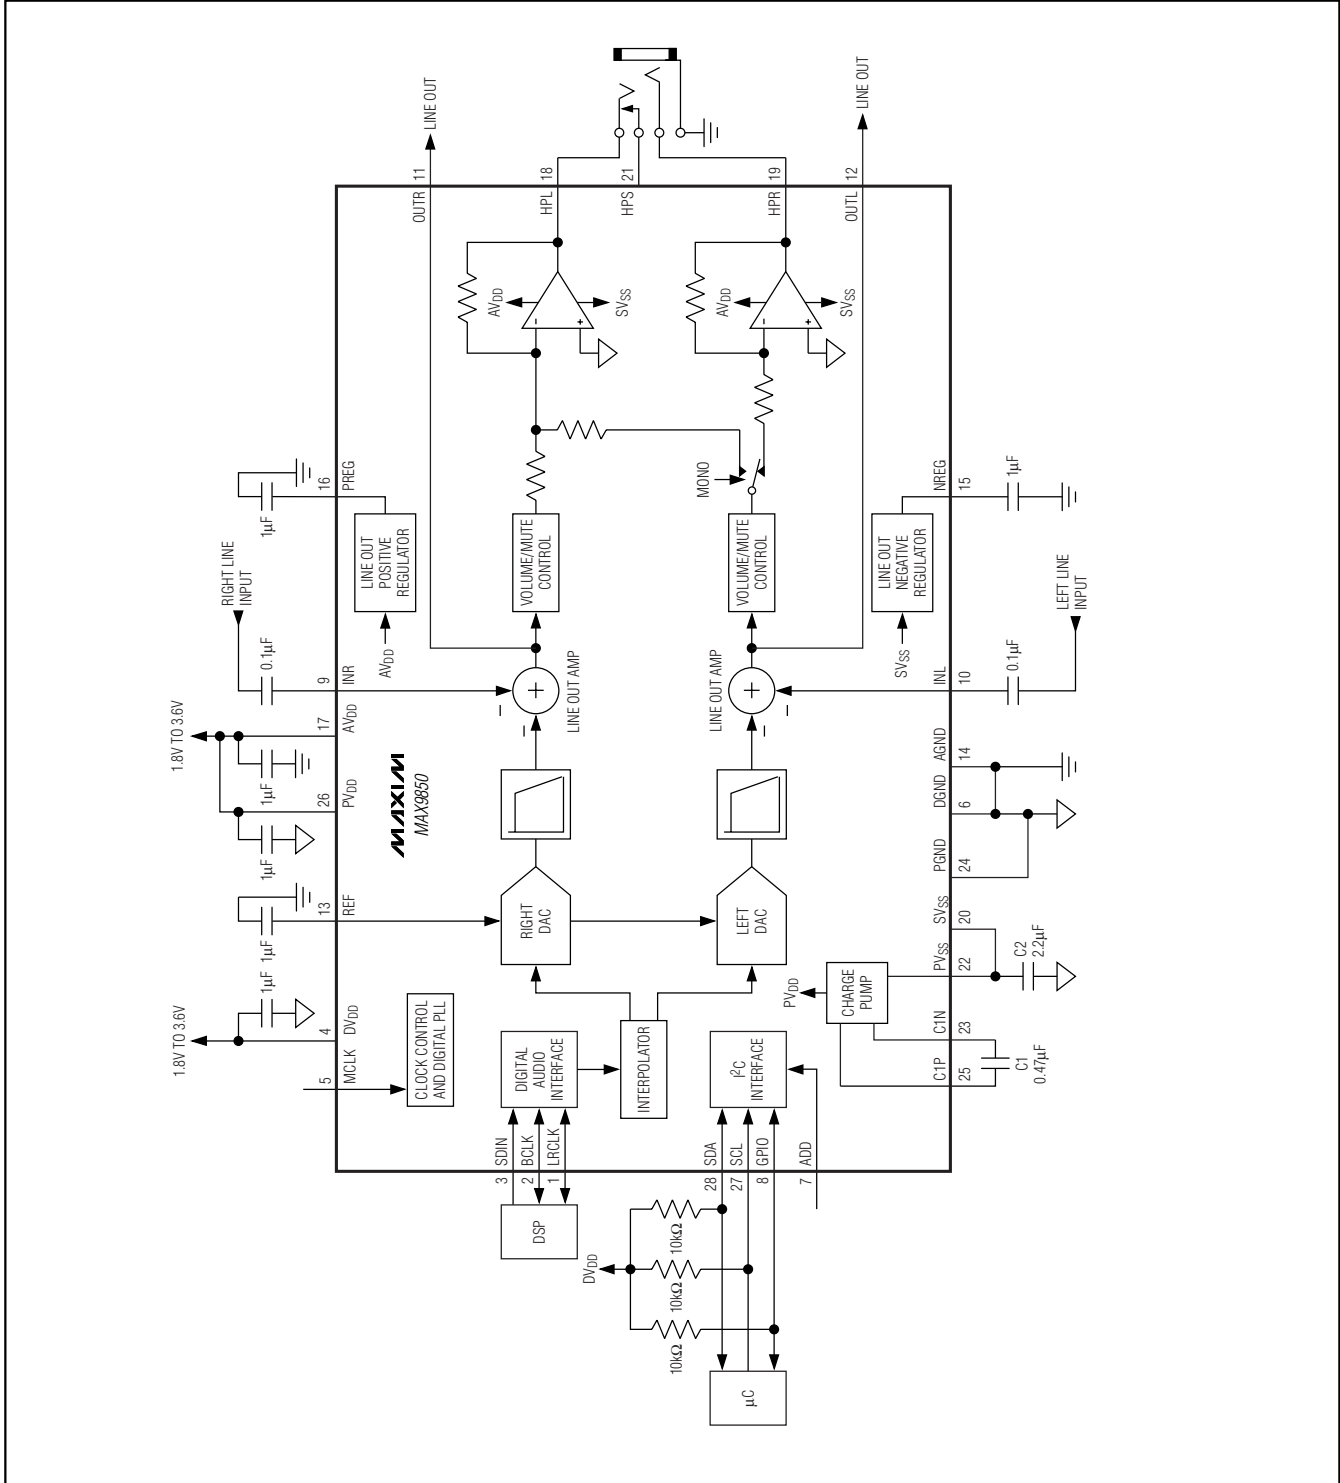 1.8V TO 3.6V
1.8V TO 3.6V
RIGHT LINE
INPUT
1µF
1µF
1µF
1µF
0.1µF
1µF
5
4
13
26
17
9
16
MCLK
DVDD
REF
PVDD
AVDD
INR
PREG
MAXIM
MAX9850
CLOCK CONTROL
AND DIGITAL PLL
AVDD
LINE OUT
POSITIVE
REGULATOR
OUTR
11
LINE OUT
DSP
3
SDIN
2
BCLK
1
LRCLK
DIGITAL
AUDIO
INTERFACE
INTERPOLATOR
RIGHT
DAC
+
LINE OUT AMP
VOLUME/MUTE
CONTROL
AVDD
SVSS
-
+
HPL
18
HPS
21
DVDD
10kΩ
10kΩ
10kΩ
µC
28
SDA
27
SCL
8
GPIO
7
ADD
I2C
INTERFACE
LEFT
DAC
+
LINE OUT AMP
VOLUME/MUTE
CONTROL
MONO
AVDD
SVSS
-
+
HPR
19
OUTL
12
LINE OUT
PVDD
CHARGE
PUMP
SVSS
LINE OUT
NEGATIVE
REGULATOR
C1P
C1N
PVSS
SVSS
PGND
DGND
AGND
INL
NREG
25
23
22
20
24
6
14
10
15
C1
0.47µF
C2
2.2µF
0.1µF
1µF
LEFT LINE
INPUT